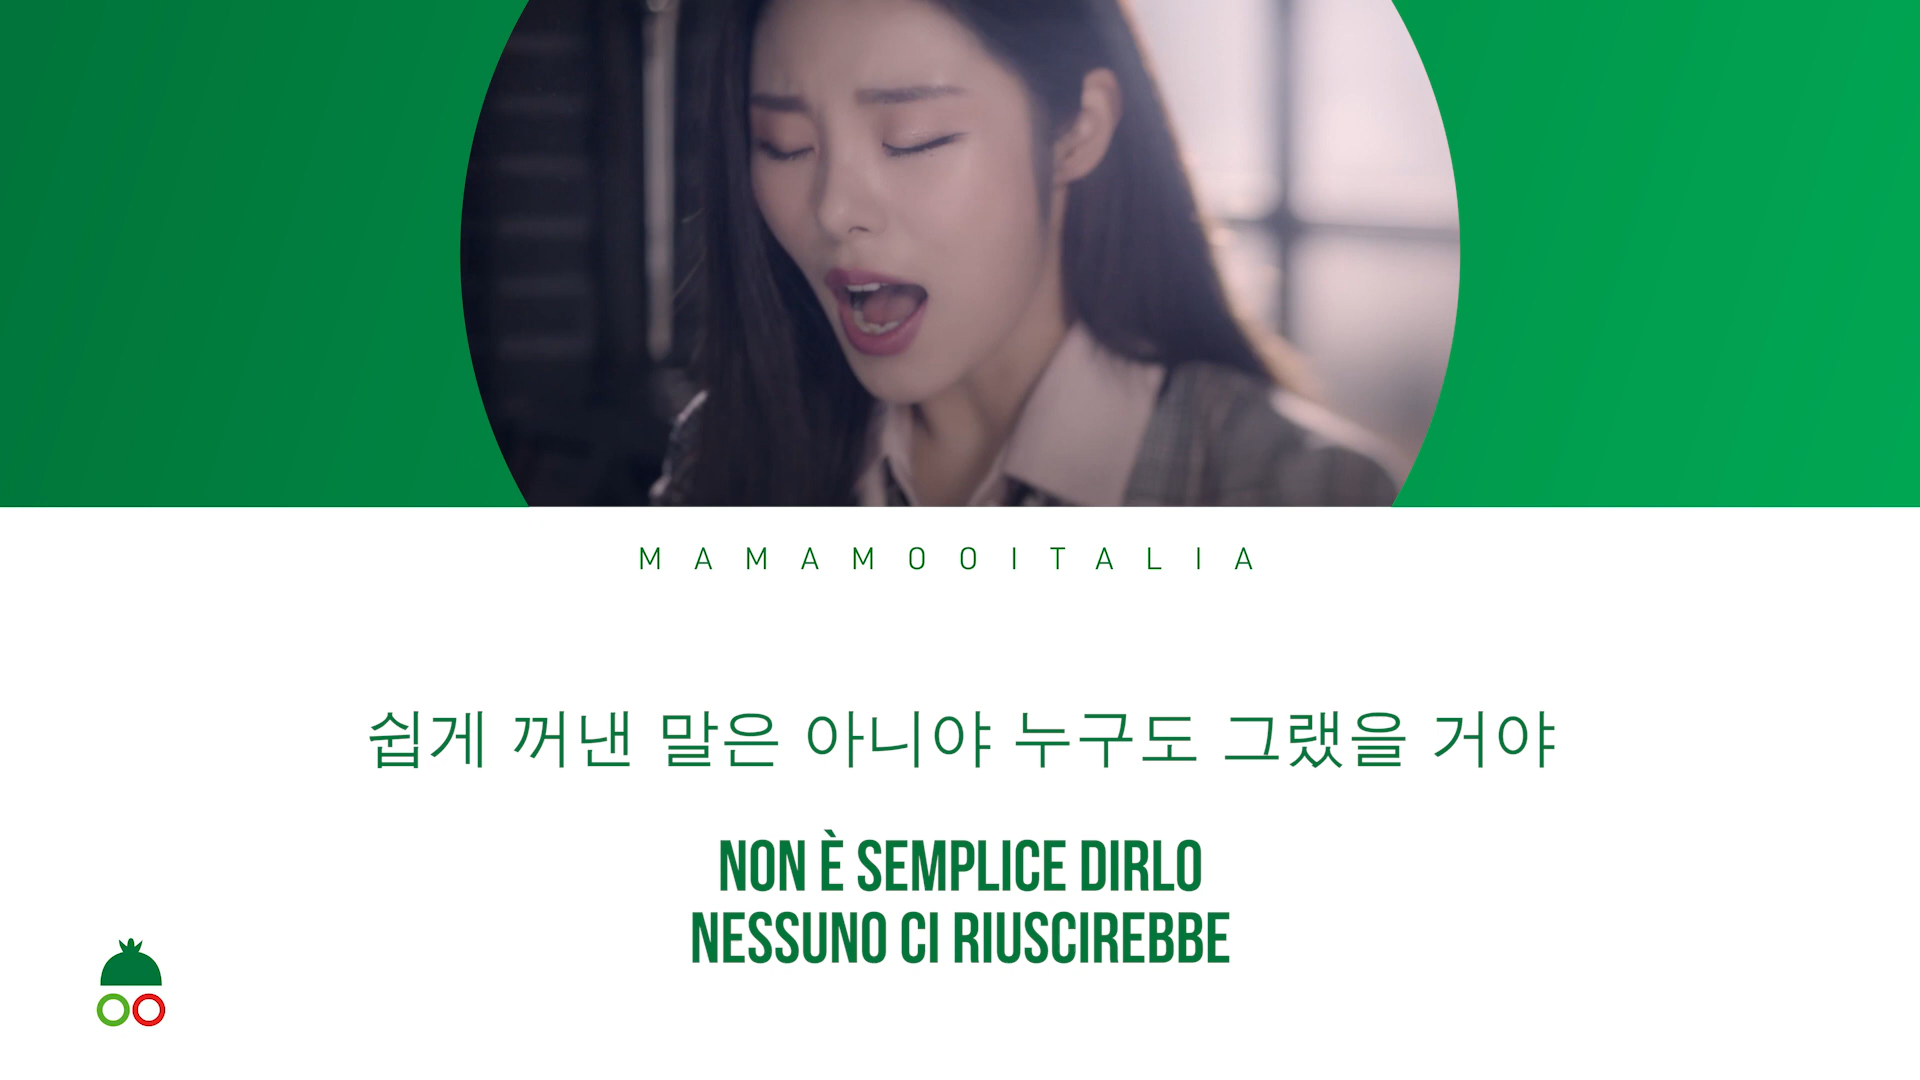 MAMAMOOITALIA
쉽게 꺼낸 말은 아니야 누구도 그랬을 거야
NON È SEMPLICE DIRLO
NESSUNO CI RIUSCIREBBE